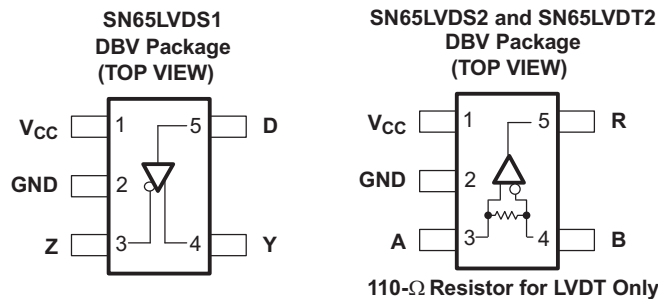 SN65LVDS1
DBV Package
(TOP VIEW)
VCC 1 5 D
GND 2
Z 3 4 Y
SN65LVDS2 and SN65LVDT2
DBV Package
(TOP VIEW)
VCC 1 5 R
GND 2
A 3 4 B
110-Ω Resistor for LVDT Only